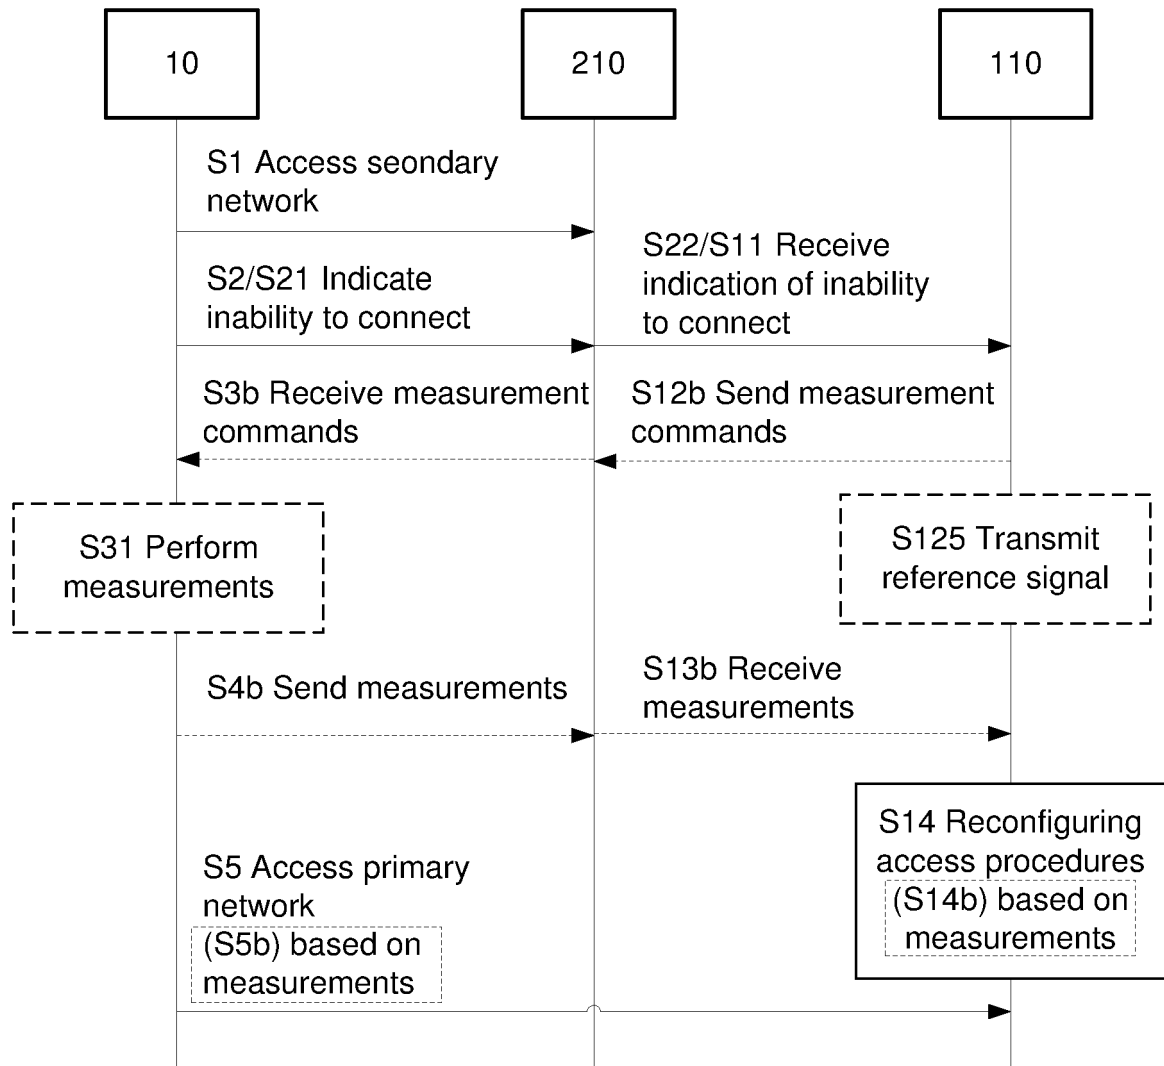 10
210
110
S1 Access seondary
network
S22/S11 Receive
indication of inability
to connect
S2/S21 Indicate
inability to connect
S3b Receive measurement
commands
S12b Send measurement
commands
S31 Perform
measurements
S125 Transmit
reference signal
S4b Send measurements
S13b Receive
measurements
S14 Reconfiguring
access procedures
(S14b) based on
measurements
S5 Access primary
network
(S5b) based on
measurements